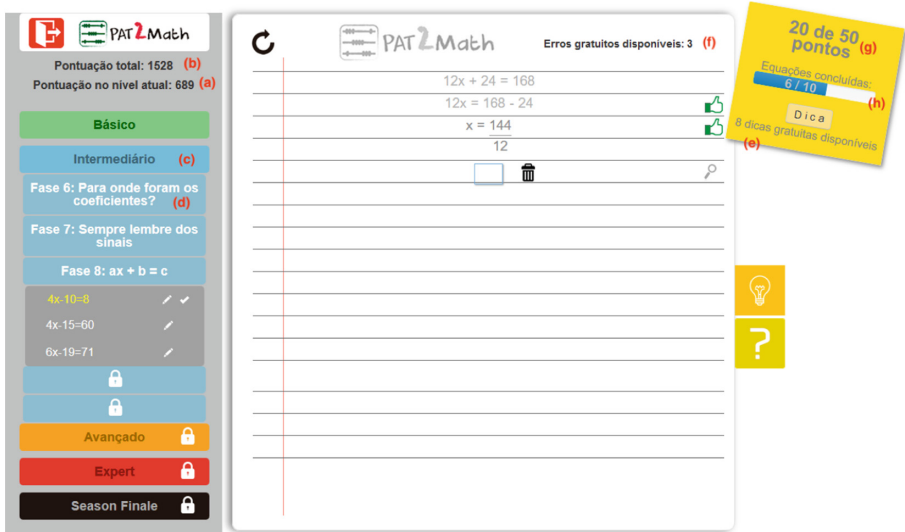 PAT2Math
Pontuação total: 1528 (b)
Pontuação no nível atual: 689 (a)
Básico
Intermediário (c)
Fase 6: Para onde foram os
coeficientes? (d)
Fase 7: Sempre lembre dos
sinais
Fase 8: ax + b = c
4x-10=8
4x-15=60
6x-19=71
Avançado
Expert
Season Finale
PAT2Math
Erros gratuitos disponíveis: 3 (f)
12x + 24 = 168
12x = 168 - 24
x = 144
12
20 de 50
pontos (g)
Equações concluídas:
6 / 10 (h)
Dica
8 dicas gratuitas disponíveis
(e)
?